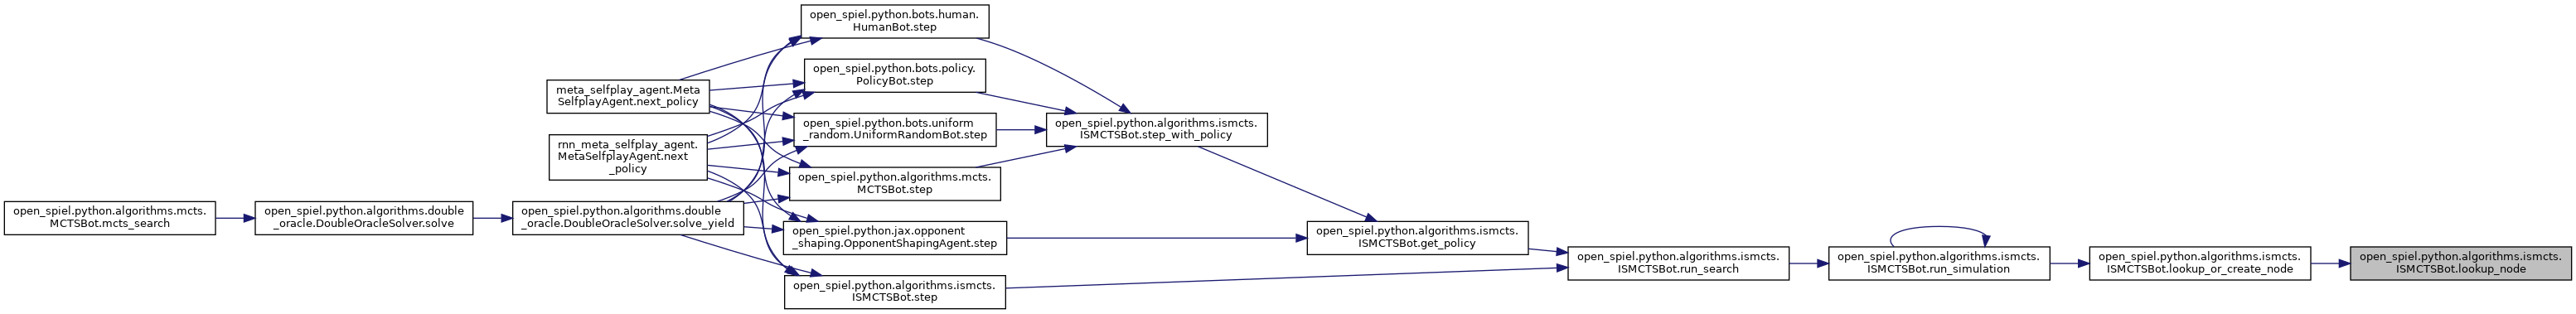 open_spiel.python.bots.human.
HumanBot.step
open_spiel.python.bots.policy.
PolicyBot.step
meta_selfplay_agent.Meta
SelfplayAgent.next_policy
open_spiel.python.bots.uniform
_random.UniformRandomBot.step
open_spiel.python.algorithms.ismcts.
ISMCTSBot.step_with_policy
rnn_meta_selfplay_agent.
MetaSelfplayAgent.next
_policy
open_spiel.python.algorithms.mcts.
MCTSBot.step
open_spiel.python.algorithms.mcts.
MCTSBot.mcts_search
open_spiel.python.algorithms.double
_oracle.DoubleOracleSolver.solve
open_spiel.python.algorithms.double
_oracle.DoubleOracleSolver.solve_yield
open_spiel.python.jax.opponent
_shaping.OpponentShapingAgent.step
open_spiel.python.algorithms.ismcts.
ISMCTSBot.get_policy
open_spiel.python.algorithms.ismcts.
ISMCTSBot.run_search
open_spiel.python.algorithms.ismcts.
ISMCTSBot.run_simulation
open_spiel.python.algorithms.ismcts.
ISMCTSBot.lookup_or_create_node
open_spiel.python.algorithms.ismcts.
ISMCTSBot.lookup_node
open_spiel.python.algorithms.ismcts.
ISMCTSBot.step